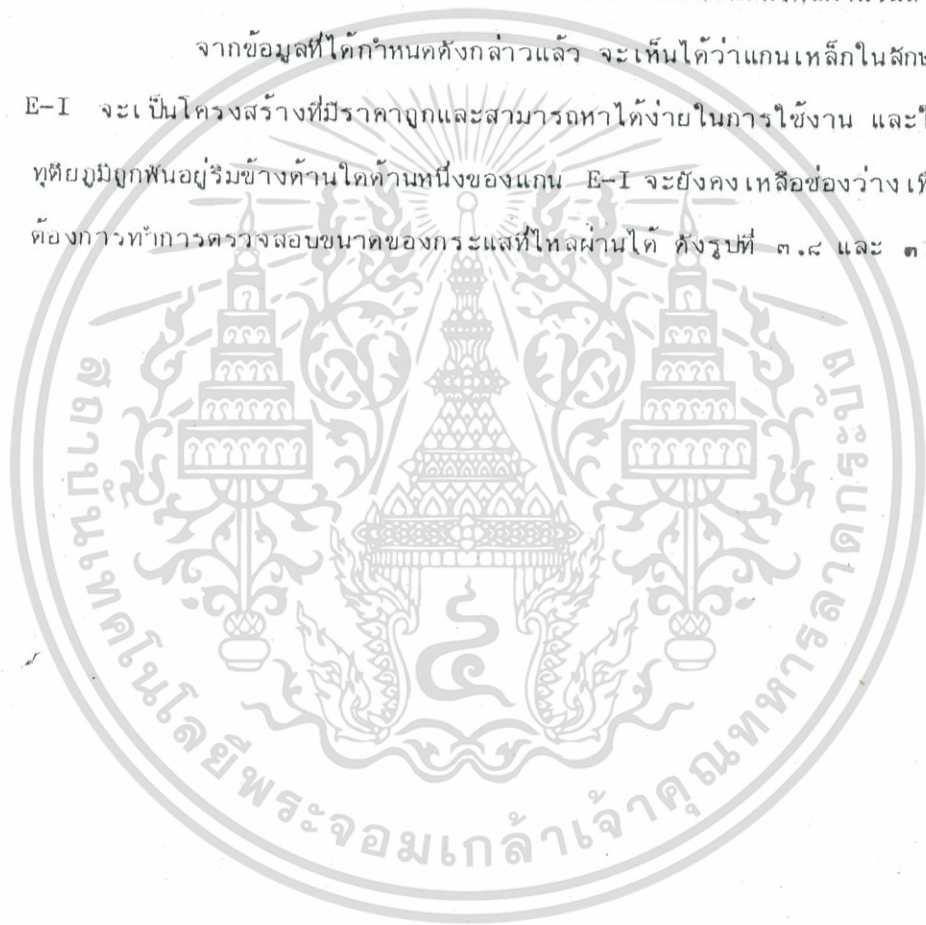 จากข้อมูลที่ได้กำหนดดังกล่าวแล้ว จะเห็นได้ว่าแกนเหล็กในลักษ
E-I จะเป็นโครงสร้างที่มีราคาถูกและสามารถหาได้ง่ายในการใช้งาน และใ
ทุติยภูมิถูกพันอยู่ริมข้างด้านใดด้านหนึ่งของแกน E-I จะยังคงเหลือช่องว่าง
ต้องการทำการตรวจสอบขนาดของกระแสที่ไหลผ่านได้ ดังรูปที่ ๓.๘ และ ๓
สถาบันเทคโนโลยีพระจอมเกล้าเจ้าคุณทหารลาดกระบัง